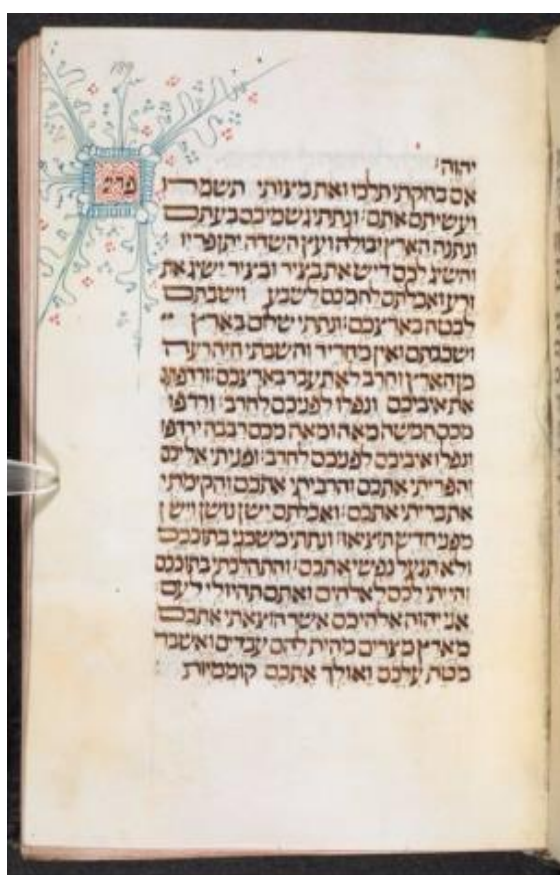 189
יהוה:
אם בחקתי תלכו ואת מצותי תשמרו
ועשיתם אתם: ונתתי גשמיכם בעתם
ונתנה הארץ יבולה ועץ השדה יתן פריו
והשיג לכם דיש את בציר ובציר ישיג את
זרע ואכלתם לחמכם לשבע וישבתם
לבטח בארצכם: ונתתי שלום בארץ
ושכבתם ואין מחריד והשבתי חיה רעה
מן הארץ וחרב לא תעבר בארצכם: ורדפתם
את איביכם ונפלו לפניכם לחרב: ורדפו
מכם חמשה מאה ומאה מכם רבבה ירדפו
ונפלו איביכם לפניכם לחרב: ופניתי אליכם
והפריתי אתכם והרביתי אתכם והקימתי
את בריתי אתכם: ואכלתם ישן נושן וישן
מפני חדש תוציאו: ונתתי משכני בתוככם
ולא תגעל נפשי אתכם: והתהלכתי בתוככם
והייתי לכם לאלהים ואתם תהיו לי לעם:
אני יהוה אלהיכם אשר הוצאתי אתכם
מארץ מצרים מהית להם עבדים ואשבר
מטת עלכם ואולך אתכם קוממיות